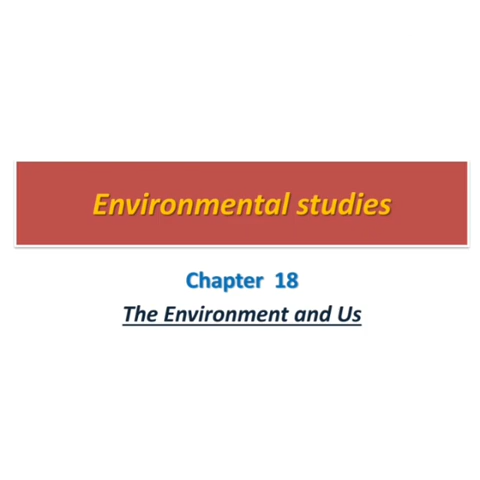 Environmental studies
Chapter 18
The Environment and Us